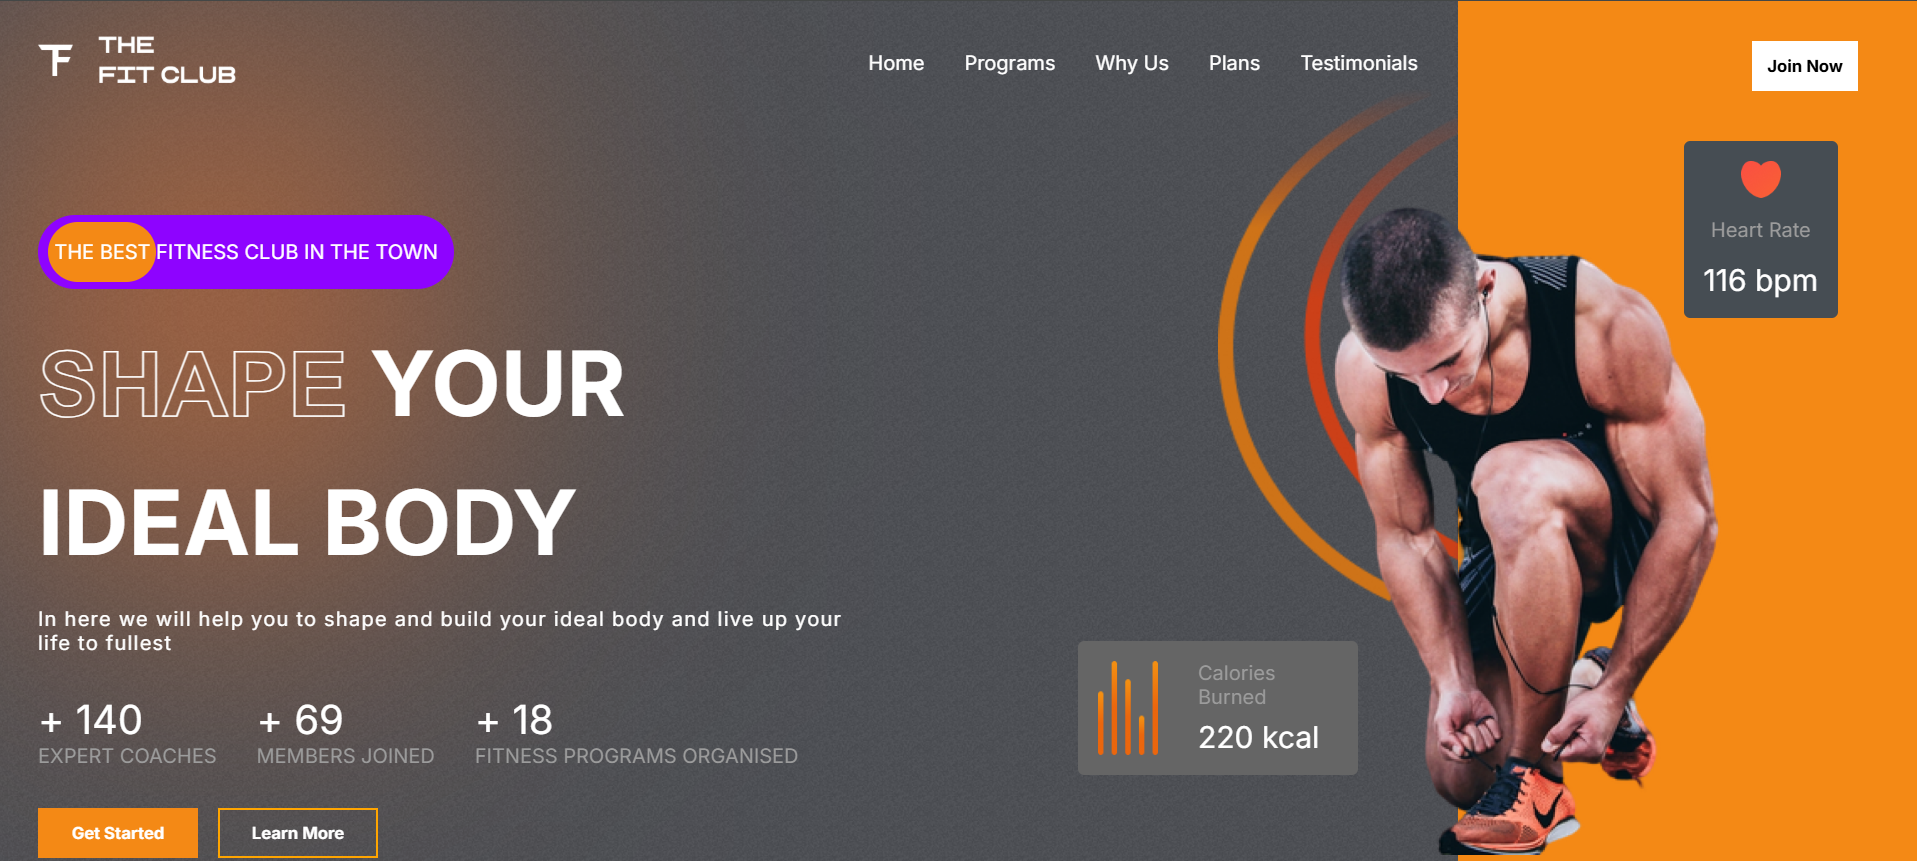 THE
FIT CLUB
Home Programs Why Us Plans Testimonials
Join Now
THE BEST FITNESS CLUB IN THE TOWN
SHAPE YOUR
IDEAL BODY
In here we will help you to shape and build your ideal body and live up your
life to fullest
+ 140
EXPERT COACHES
+ 69
MEMBERS JOINED
+ 18
FITNESS PROGRAMS ORGANISED
Get Started
Learn More
Heart Rate
116 bpm
Calories
Burned
220 kcal